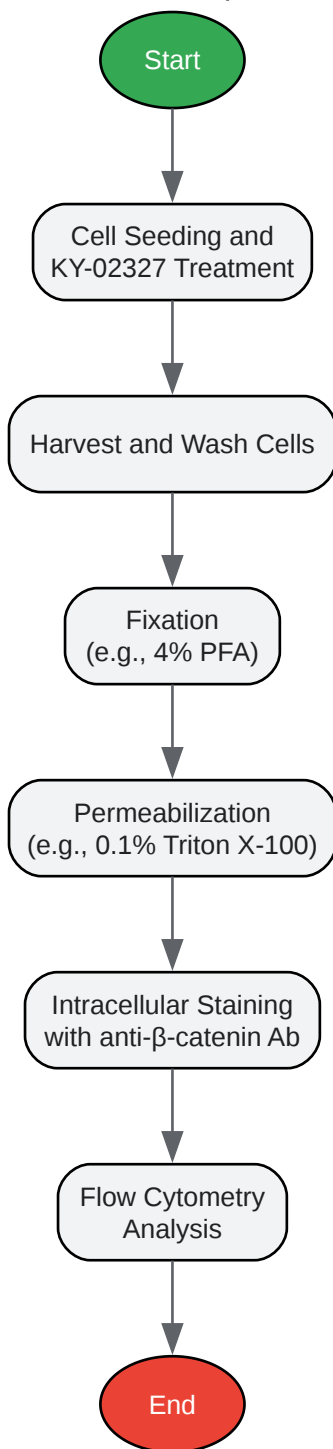 Start
Cell Seeding and
KY-02327 Treatment
Harvest and Wash Cells
Fixation
(e.g., 4% PFA)
Permeabilization
(e.g., 0.1% Triton X-100)
Intracellular Staining
with anti-β-catenin Ab
Flow Cytometry
Analysis
End